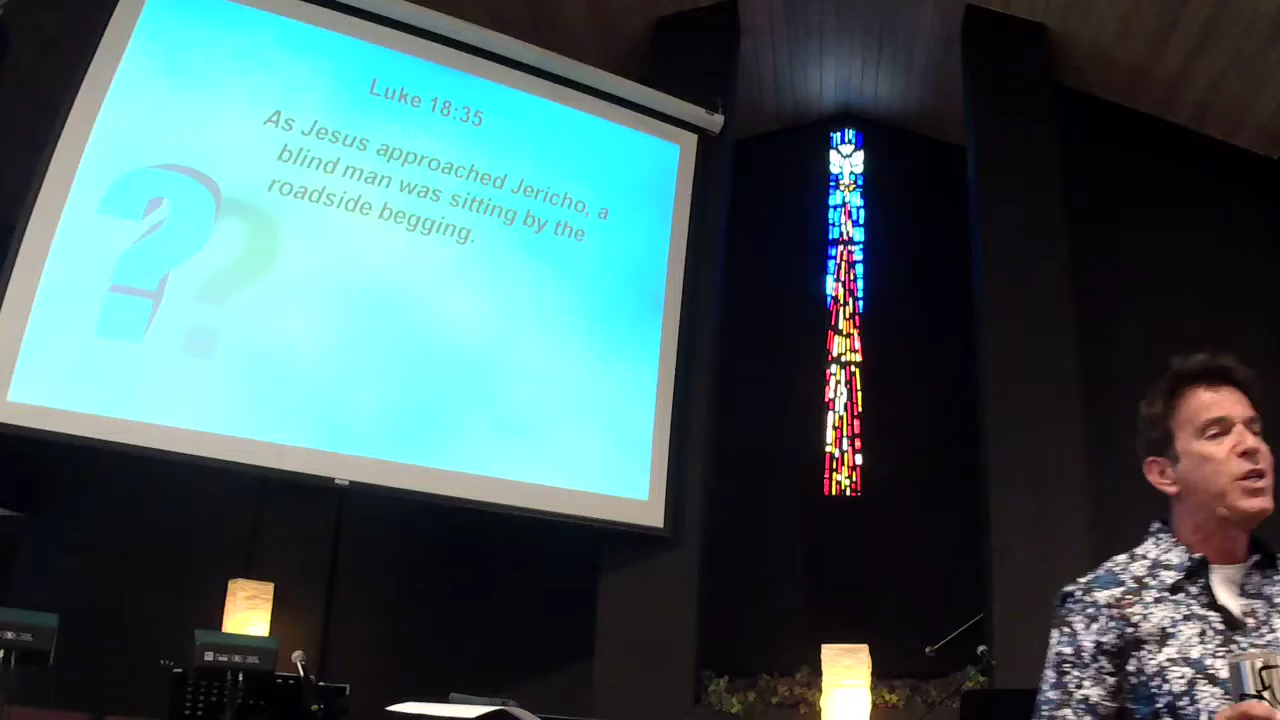 Luke 18:35
As Jesus approached Jericho, a
blind man was sitting by the
roadside begging.
??